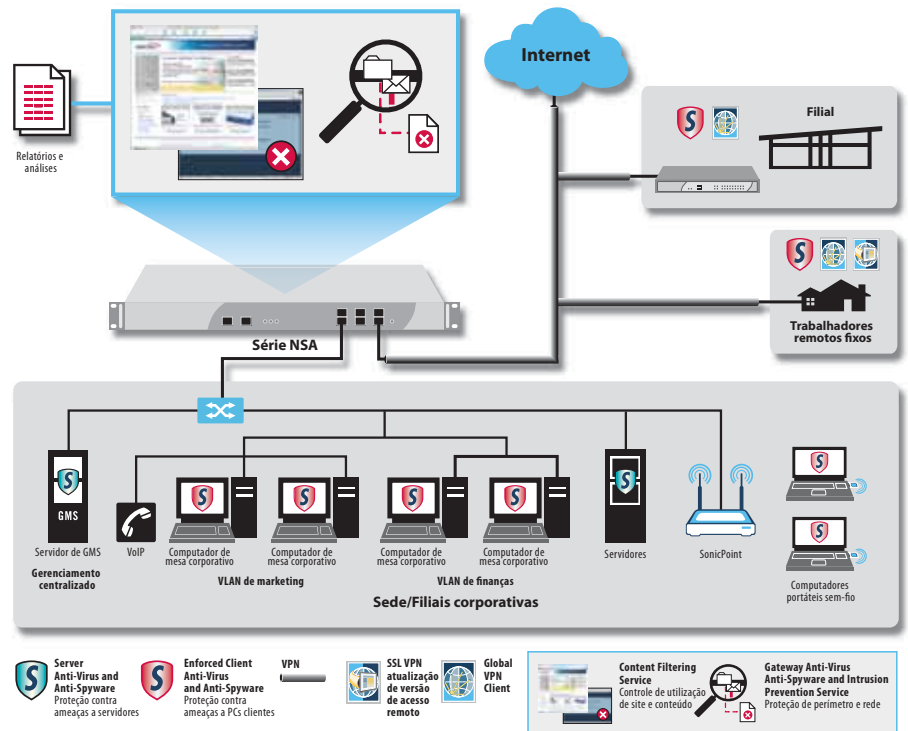 Internet
Relatórios e
análises
Filial
Trabalhadores
remotos fixos
Série NSA
S
S
S
GMS
S
S
S
S
S
S
S
Servidor de GMS
Gerenciamento
centralizado
VoIP
Computador de
mesa corporativo
Computador de
mesa corporativo
VLAN de marketing
Computador de
mesa corporativo
Computador de
mesa corporativo
VLAN de finanças
Servidores
SonicPoint
Computadores
portáteis sem-fio
Sede/Filiais corporativas
S
Server
Anti-Virus and
Anti-Spyware
Proteção contra
ameaças a servidores
S
Enforced Client
Anti-Virus
and Anti-Spyware
Proteção contra
ameaças a PCs clientes
VPN
SSL VPN
atualização
de versão
de acesso
remoto
Global
VPN
Client
Content Filtering
Service
Controle de utilização
de site e conteúdo
Gateway Anti-Virus
Anti-Spyware and Intrusion
Prevention Service
Proteção de perímetro e rede